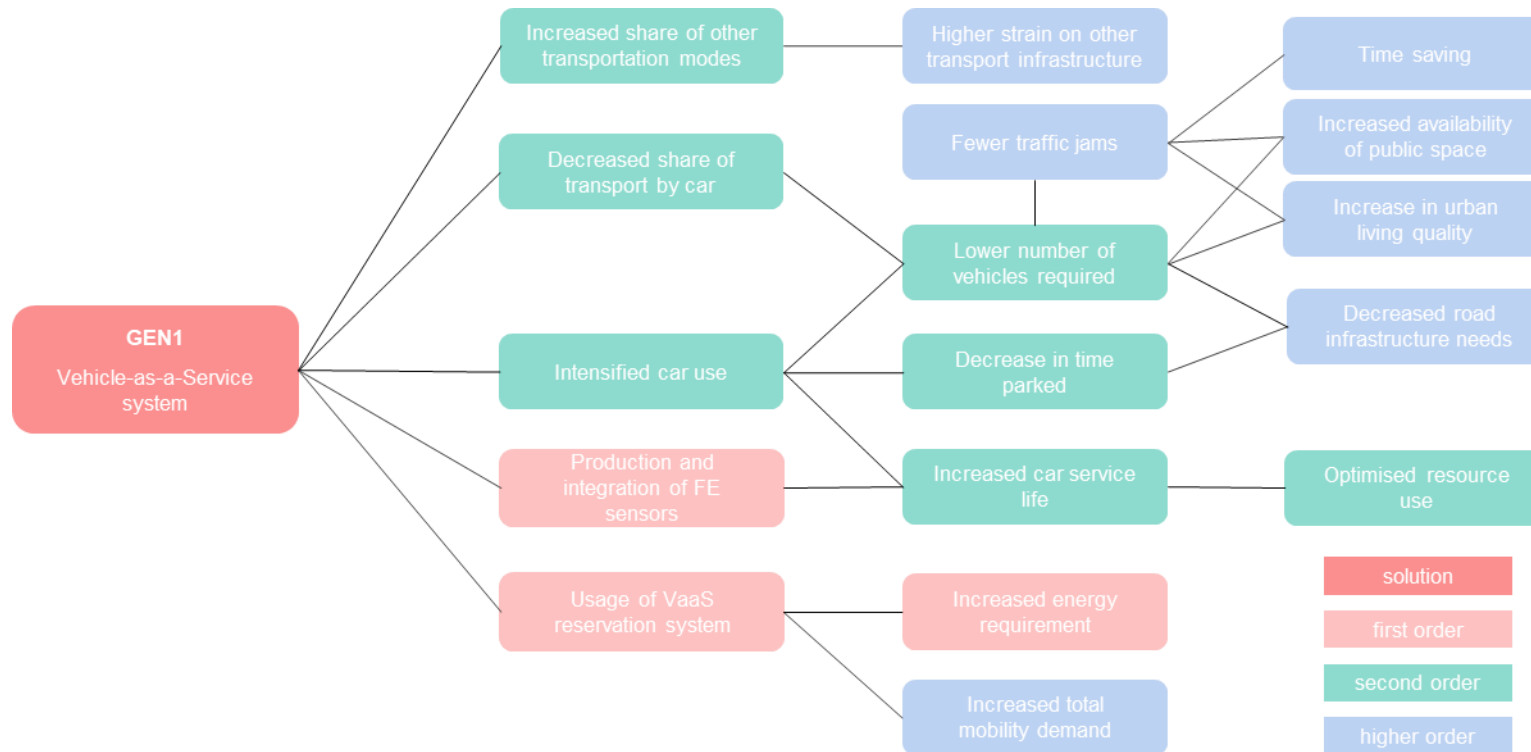 Increased share of other
transportation modes
Higher strain on other
transport infrastructure
Time saving
Fewer traffic jams
Increased availability
of public space
Decreased share of
transport by car
Increase in urban
living quality
Lower number of
vehicles required
GEN1
Vehicle-as-a-Service
system
Decreased road
infrastructure needs
Intensified car use
Decrease in time
parked
Production and
integration of FE
sensors
Increased car service
life
Optimised resource
use
Usage of VaaS
reservation system
Increased energy
requirement
Increased total
mobility demand
solution
first order
second order
higher order